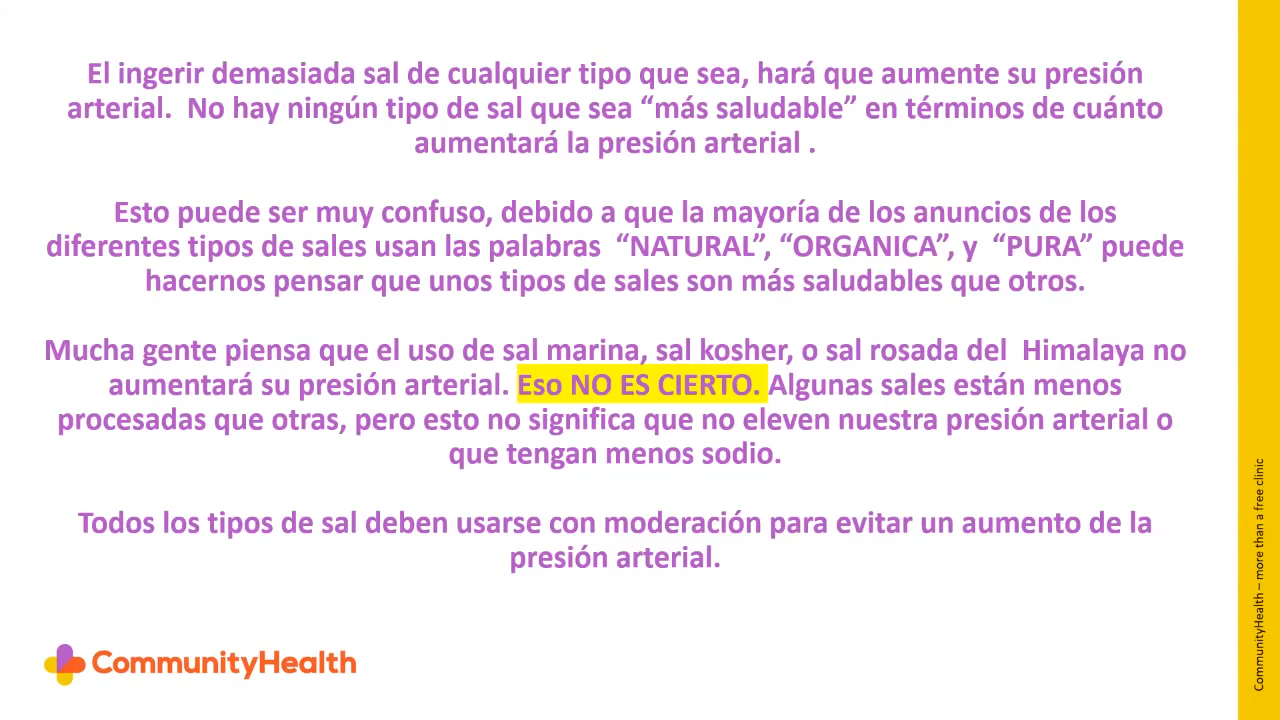 El ingerir demasiada sal de cualquier tipo que sea, hará que aumente su presión
arterial.  No hay ningún tipo de sal que sea “más saludable” en términos de cuánto
aumentará la presión arterial .
Esto puede ser muy confuso, debido a que la mayoría de los anuncios de los
diferentes tipos de sales usan las palabras  “NATURAL”, “ORGANICA”, y  “PURA” puede
hacernos pensar que unos tipos de sales son más saludables que otros.
Mucha gente piensa que el uso de sal marina, sal kosher, o sal rosada del  Himalaya no
aumentará su presión arterial. Eso NO ES CIERTO. Algunas sales están menos
procesadas que otras, pero esto no significa que no eleven nuestra presión arterial o
que tengan menos sodio.
Todos los tipos de sal deben usarse con moderación para evitar un aumento de la
presión arterial.
CommunityHealth
CommunityHealth – more than a free clinic